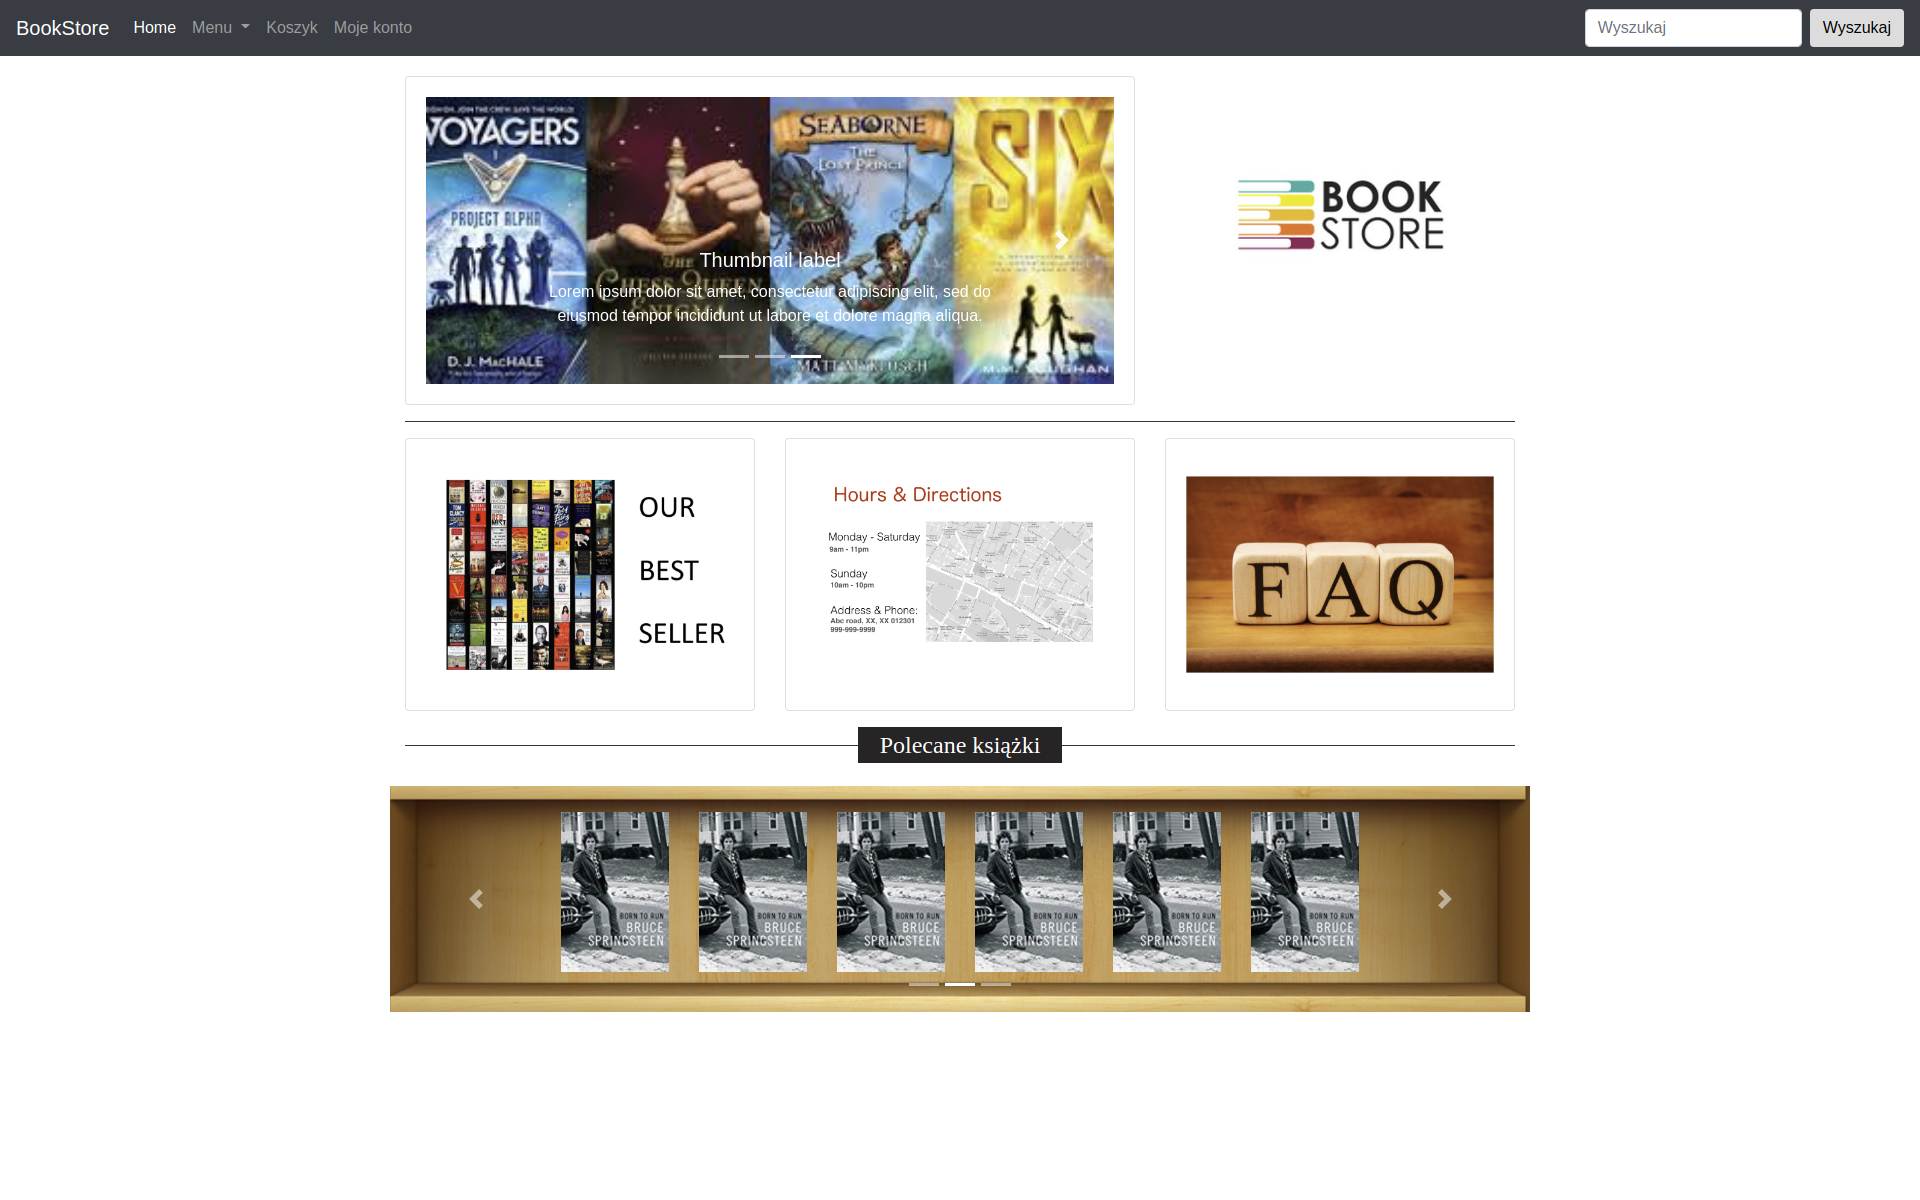 BookStore
Home
Menu
Koszyk
Moje konto
Wyszukaj
Wyszukaj
VOYAGERS
PROJECT ALPHA
D. J. MACHALE
THE
CHESS QUEEN
ENIGMA
SEABORNE
THE
LOST PRINCE
SIX
M.M. VAUGHAN
Thumbnail label
Lorem ipsum dolor sit amet, consectetur adipiscing elit, sed do
eiusmod tempor incididunt ut labore et dolore magna aliqua.
BOOK
STORE
OUR
BEST
SELLER
Hours & Directions
Monday - Saturday
9am - 11pm
Sunday
10am - 10pm
Address & Phone:
Abc road, XX, XX 012301
999-999-9999
FAQ
Polecane książki
BORN TO RUN
BRUCE
SPRINGSTEEN
BORN TO RUN
BRUCE
SPRINGSTEEN
BORN TO RUN
BRUCE
SPRINGSTEEN
BORN TO RUN
BRUCE
SPRINGSTEEN
BORN TO RUN
BRUCE
SPRINGSTEEN
BORN TO RUN
BRUCE
SPRINGSTEEN